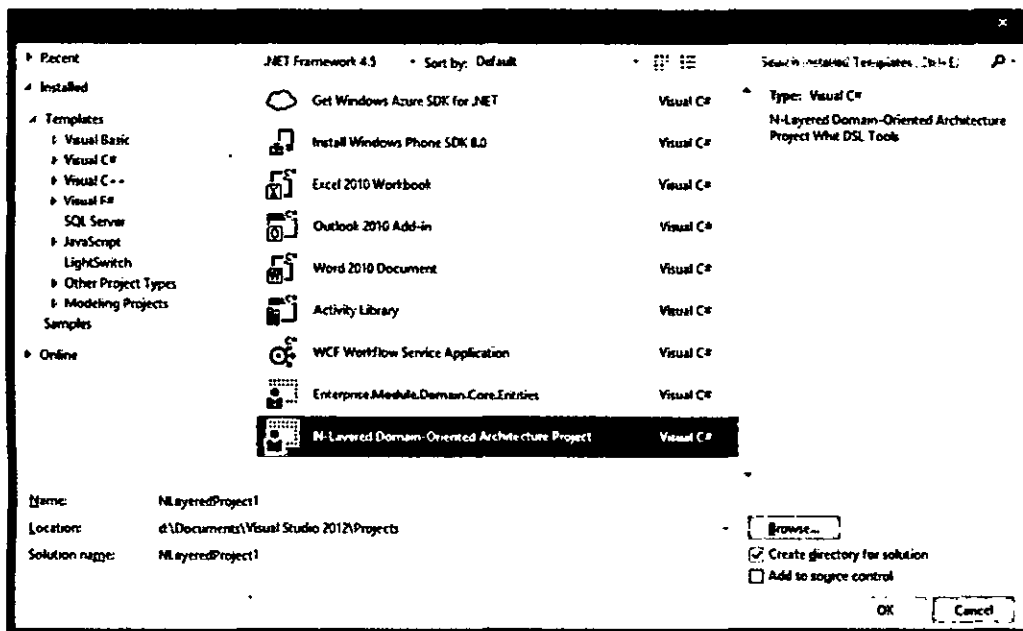 Recent
Installed
Templates
Visual Basic
Visual C#
Visual C++
Visual F#
SQL Server
JavaScript
LightSwitch
Other Project Types
Modeling Projects
Samples
Online
.NET Framework 4.5 Sort by: Default
Get Windows Azure SDK for .NET Visual C#
Install Windows Phone SDK 8.0 Visual C#
Excel 2010 Workbook Visual C#
Outlook 2010 Add-in Visual C#
Word 2010 Document Visual C#
Activity Library Visual C#
WCF Workflow Service Application Visual C#
Enterprise.Module.Domain.Core.Entities Visual C#
N-Layered Domain-Oriented Architecture Project Visual C#
Search Installed Templates (Ctrl+E)
Type: Visual C#
N-Layered Domain-Oriented Architecture
Project Whit DSL Tools
Name: NLayeredProject1
Location: d:\Documents\Visual Studio 2012\Projects
Browse...
Solution name: NLayeredProject1
Create directory for solution
Add to source control
OK Cancel